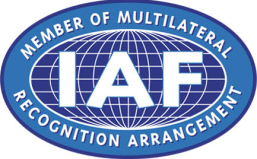 MEMBER OF MULTILATERAL
IAF
RECOGNITION ARRANGEMENT